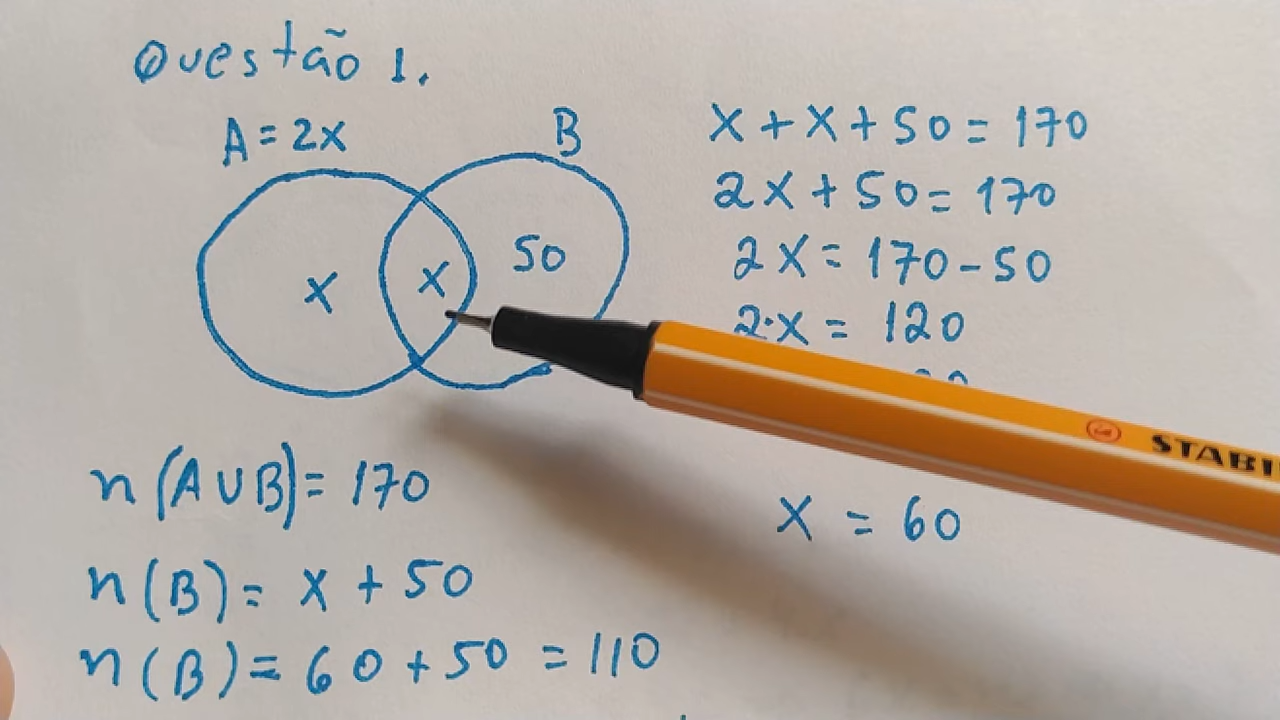 Questão 1.
A = 2x
B
x
x
50
x + x + 50 = 170
2x + 50 = 170
2x = 170 - 50
2·x = 120
x = 60
n(A∪B) = 170
n(B) = x + 50
n(B) = 60 + 50 = 110